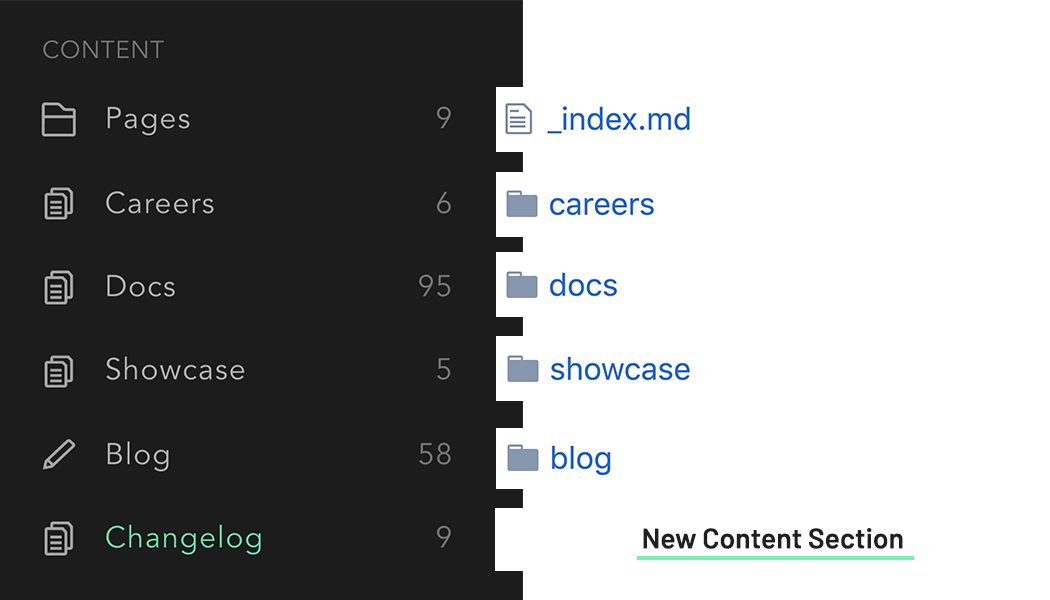 CONTENT
Pages 9 _index.md
Careers 6 careers
Docs 95 docs
Showcase 5 showcase
Blog 58 blog
Changelog 9 New Content Section